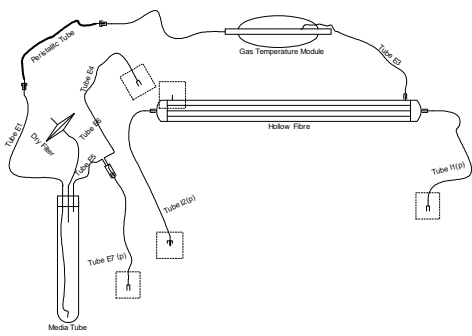 Gas Temperature Module
Peristalitc Tube
Tube E3
Tube E4
Hollow Fibre
Tube E1
Tube E6
Dry Filter
Tube E5
Tube I1(p)
Tube I2(p)
Tube E7 (p)
Media Tube